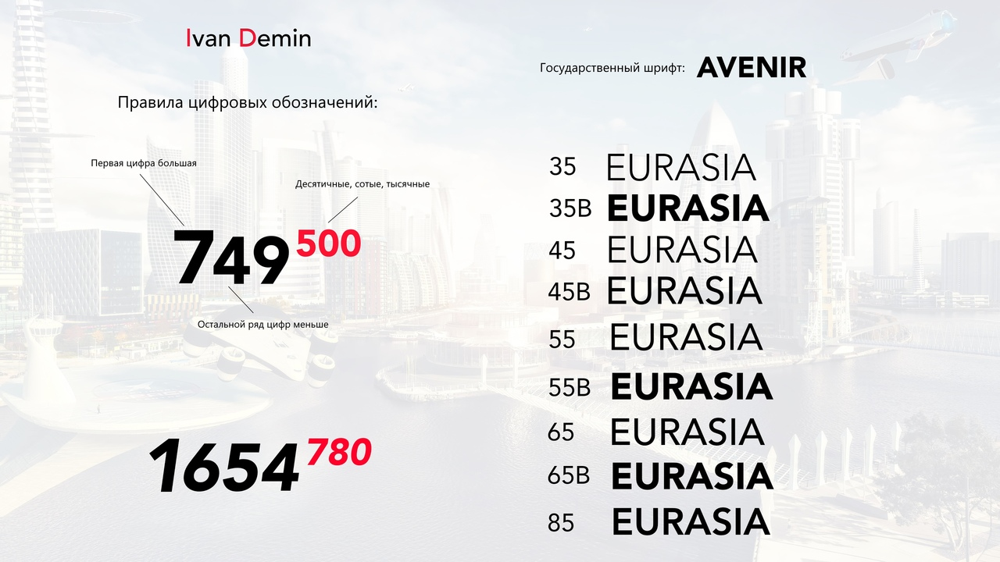 Ivan Demin
Правила цифровых обозначений:
Первая цифра большая
Десятичные, сотые, тысячные
749 500
Остальной ряд цифр меньше
1654 780
Государственный шрифт: AVENIR
35 EURASIA
35B EURASIA
45 EURASIA
45B EURASIA
55 EURASIA
55B EURASIA
65 EURASIA
65B EURASIA
85 EURASIA